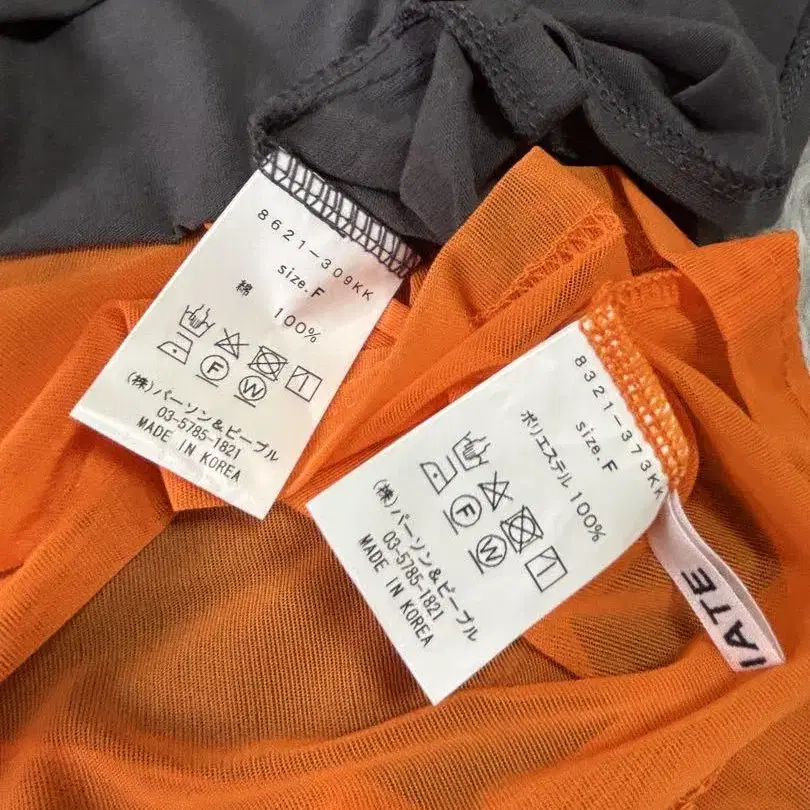 8621-309KK
size.F
綿 100%
F
W
(株)パーソン&ピープル
03-5785-1821
MADE IN KOREA
8321-373KK
size.F
ポリエステル 100%
F
W
(株)パーソン&ピープル
03-5785-1821
MADE IN KOREA
IATE